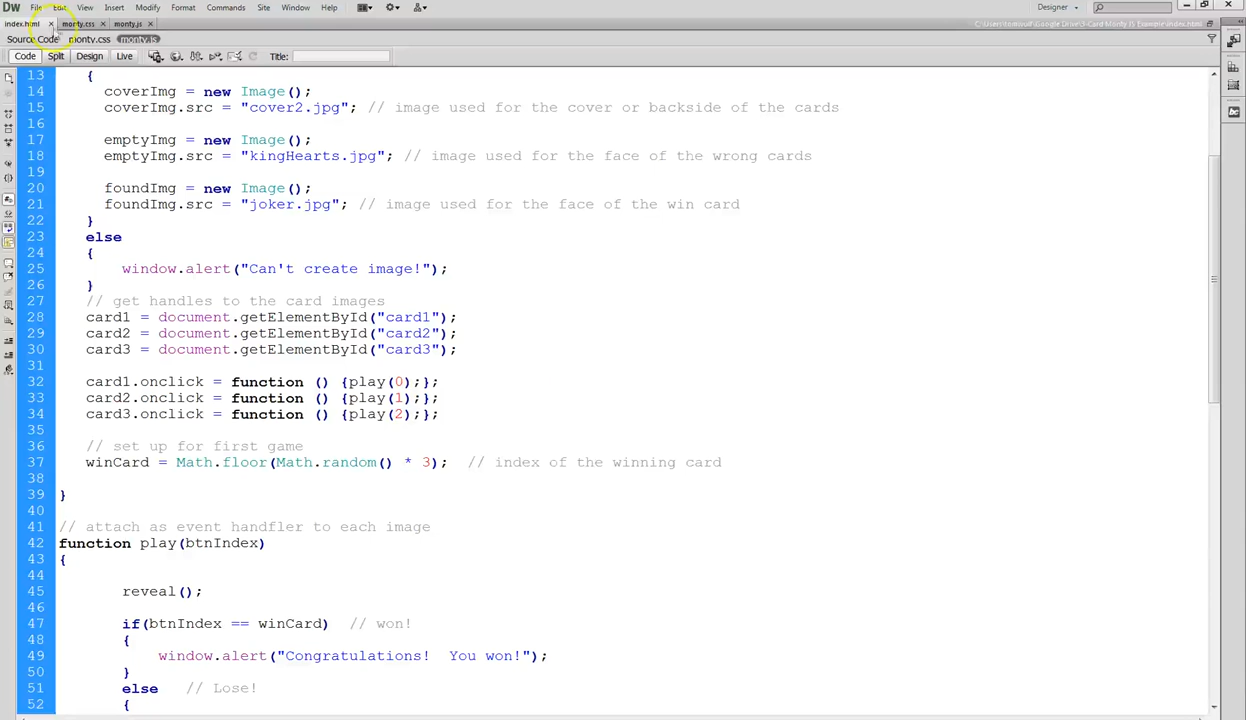 Dw File Edit View Insert Modify Format Commands Site Window Help Designer
index.html × monty.css × monty.js ×
Source Code monty.css monty.js
Code Split Design Live Title:
13 {
14 coverImg = new Image();
15 coverImg.src = "cover2.jpg"; // image used for the cover or backside of the cards
16
17 emptyImg = new Image();
18 emptyImg.src = "kingHearts.jpg"; // image used for the face of the wrong cards
19
20 foundImg = new Image();
21 foundImg.src = "joker.jpg"; // image used for the face of the win card
22 }
23 else
24 {
25 window.alert("Can't create image!");
26 }
27 // get handles to the card images
28 card1 = document.getElementById("card1");
29 card2 = document.getElementById("card2");
30 card3 = document.getElementById("card3");
31
32 card1.onclick = function () {play(0);};
33 card2.onclick = function () {play(1);};
34 card3.onclick = function () {play(2);};
35
36 // set up for first game
37 winCard = Math.floor(Math.random() * 3); // index of the winning card
38
39 }
40
41 // attach as event handfler to each image
42 function play(btnIndex)
43 {
44
45 reveal();
46
47 if(btnIndex == winCard) // won!
48 {
49 window.alert("Congratulations! You won!");
50 }
51 else // Lose!
52 {